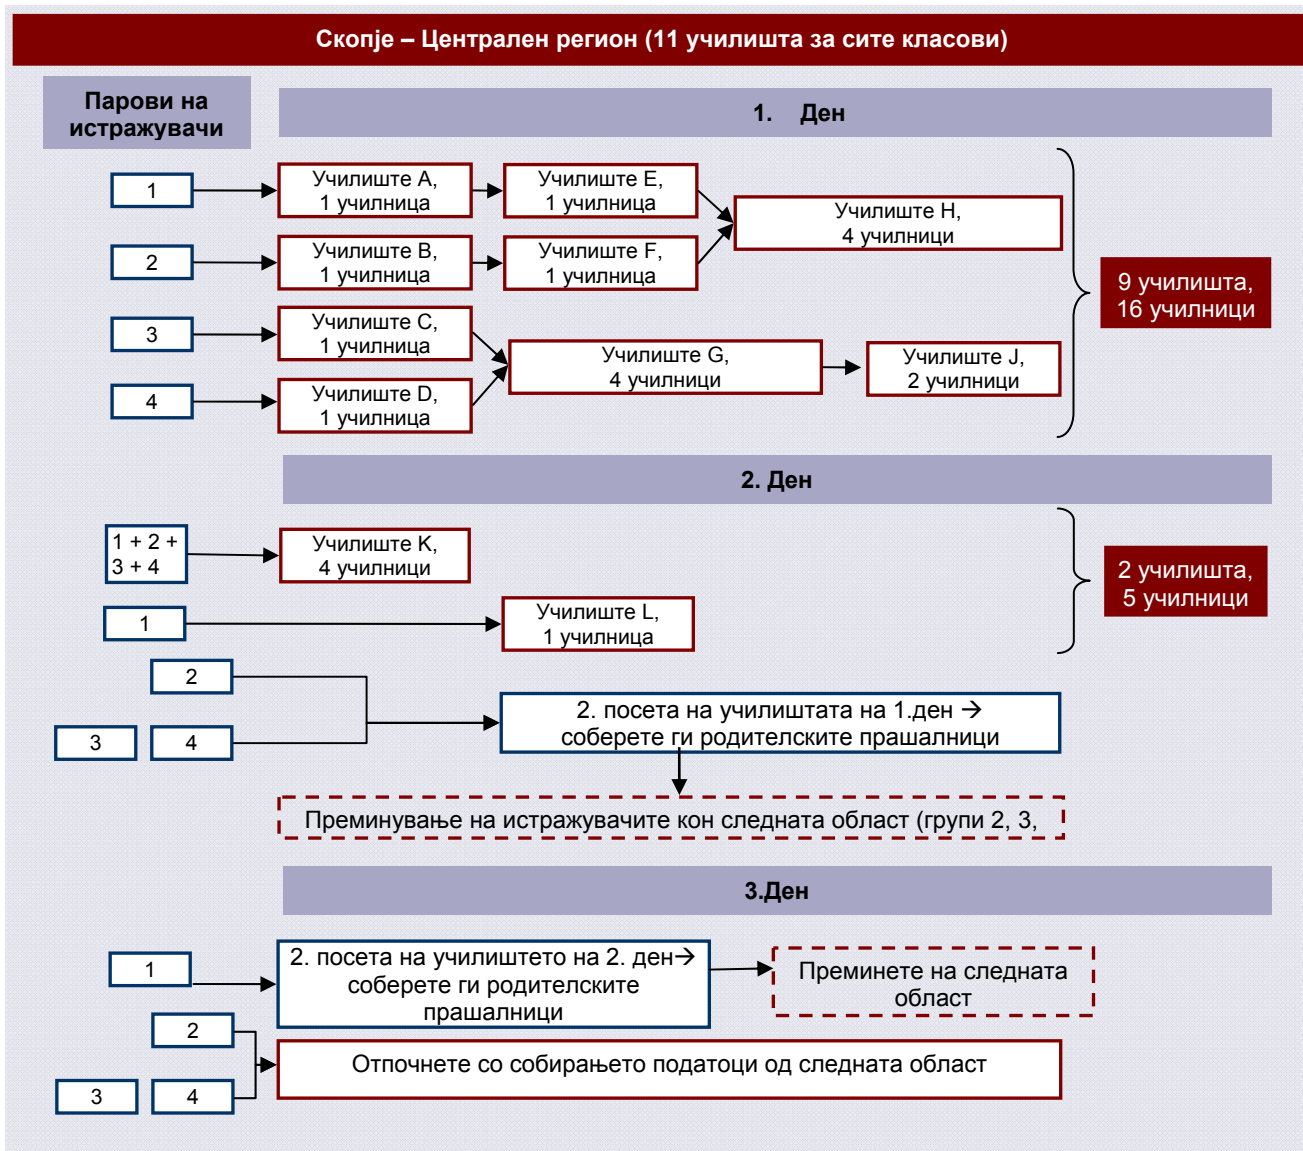 Скопје – Централен регион (11 училишта за сите класови)
Парови на
истражувачи
1. Ден
1
Училиште A,
1 училница
Училиште E,
1 училница
Училиште H,
4 училници
2
Училиште B,
1 училница
Училиште F,
1 училница
9 училишта,
16 училници
3
Училиште C,
1 училница
Училиште G,
4 училници
Училиште J,
2 училници
4
Училиште D,
1 училница
2. Ден
1 + 2 +
3 + 4
Училиште K,
4 училници
2 училишта,
5 училници
1
Училиште L,
1 училница
2
3
4
2. посета на училиштата на 1.ден →
соберете ги родителските прашалници
Преминување на истражувачите кон следната област (групи 2, 3,
3.Ден
1
2. посета на училиштето на 2. ден→
соберете ги родителските
прашалници
Преминете на следната
област
2
3
4
Отпочнете со собирањето податоци од следната област